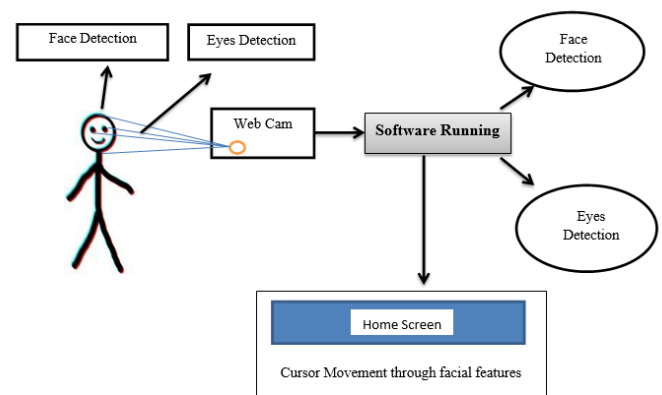 Face Detection
Eyes Detection
Face
Detection
Web Cam
Software Running
Eyes
Detection
Home Screen
Cursor Movement through facial features